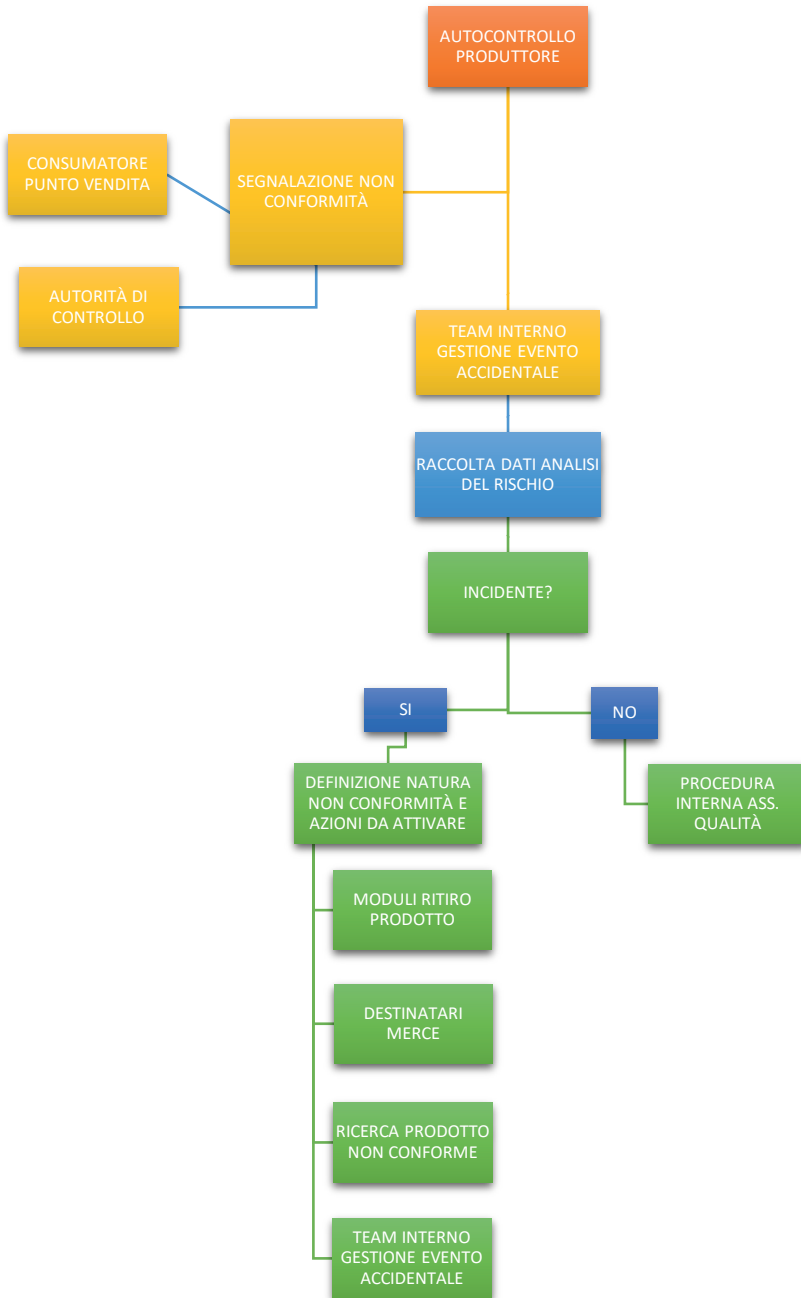 AUTOCONTROLLO
PRODUTTORE
CONSUMATORE
PUNTO VENDITA
SEGNALAZIONE NON
CONFORMITÀ
AUTORITÀ DI
CONTROLLO
TEAM INTERNO
GESTIONE EVENTO
ACCIDENTALE
RACCOLTA DATI ANALISI
DEL RISCHIO
INCIDENTE?
SI
NO
DEFINIZIONE NATURA
NON CONFORMITÀ E
AZIONI DA ATTIVARE
PROCEDURA
INTERNA ASS.
QUALITÀ
MODULI RITIRO
PRODOTTO
DESTINATARI
MERCE
RICERCA PRODOTTO
NON CONFORME
TEAM INTERNO
GESTIONE EVENTO
ACCIDENTALE